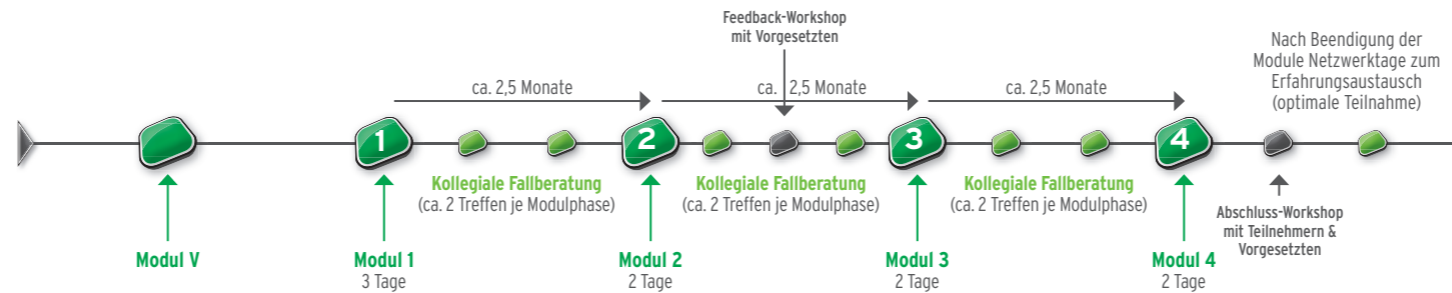 Feedback-Workshop
mit Vorgesetzten
Nach Beendigung der
Module Netzwerktage zum
Erfahrungsaustausch
(optimale Teilnahme)
ca. 2,5 Monate
ca. 2,5 Monate
ca. 2,5 Monate
1
2
3
4
Kollegiale Fallberatung
(ca. 2 Treffen je Modulphase)
Kollegiale Fallberatung
(ca. 2 Treffen je Modulphase)
Kollegiale Fallberatung
(ca. 2 Treffen je Modulphase)
Abschluss-Workshop
mit Teilnehmern &
Vorgesetzten
Modul V
Modul 1
3 Tage
Modul 2
2 Tage
Modul 3
2 Tage
Modul 4
2 Tage